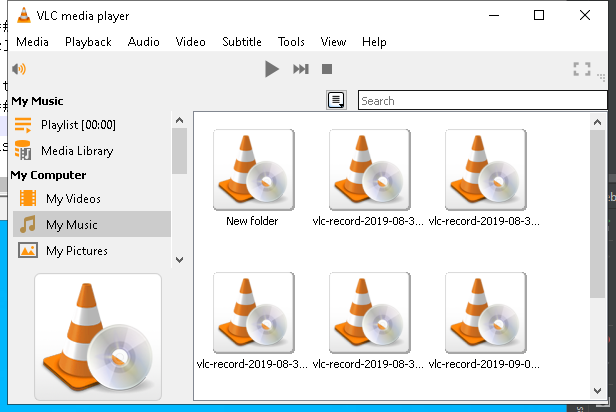 VLC media player
Media Playback Audio Video Subtitle Tools View Help
My Music
Search
Playlist [00:00]
Media Library
My Computer
My Videos
My Music
My Pictures
New folder vlc-record-2019-08-3... vlc-record-2019-08-3...
vlc-record-2019-08-3... vlc-record-2019-08-3... vlc-record-2019-09-0...